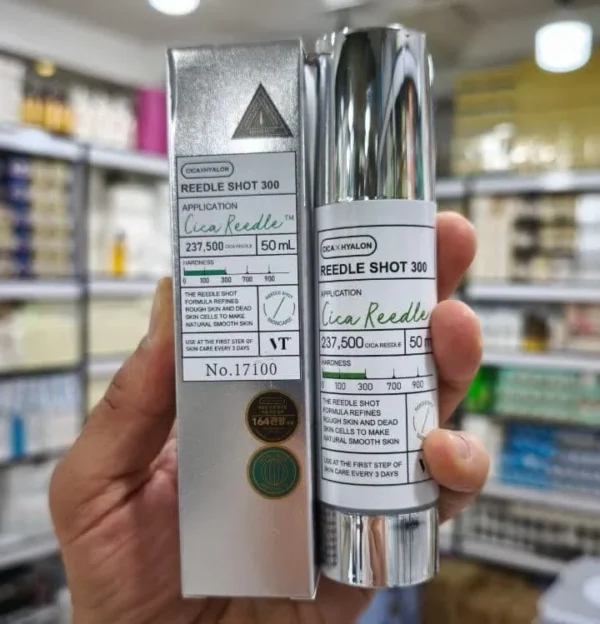 CICAXHYALON
REEDLE SHOT 300
APPLICATION
Cica Reedle™
237,500 CICA REEDLE 50 mL
HARDNESS
0 100 300 700 900
THE REEDLE SHOT
FORMULA REFINES
ROUGH SKIN AND DEAD
SKIN CELLS TO MAKE
NATURAL SMOOTH SKIN
USE AT THE FIRST STEP OF
SKIN CARE EVERY 3 DAYS
VT
No.17100
CICA X HYALON
REEDLE SHOT 300
APPLICATION
Cica Reedle
237,500 CICA REEDLE 50 m
HARDNESS
100 300 700 900
THE REEDLE SHOT
FORMULA REFINES
ROUGH SKIN AND DEAD
SKIN CELLS TO MAKE
NATURAL SMOOTH SKIN
USE AT THE FIRST STEP OF
SKIN CARE EVERY 3 DAYS